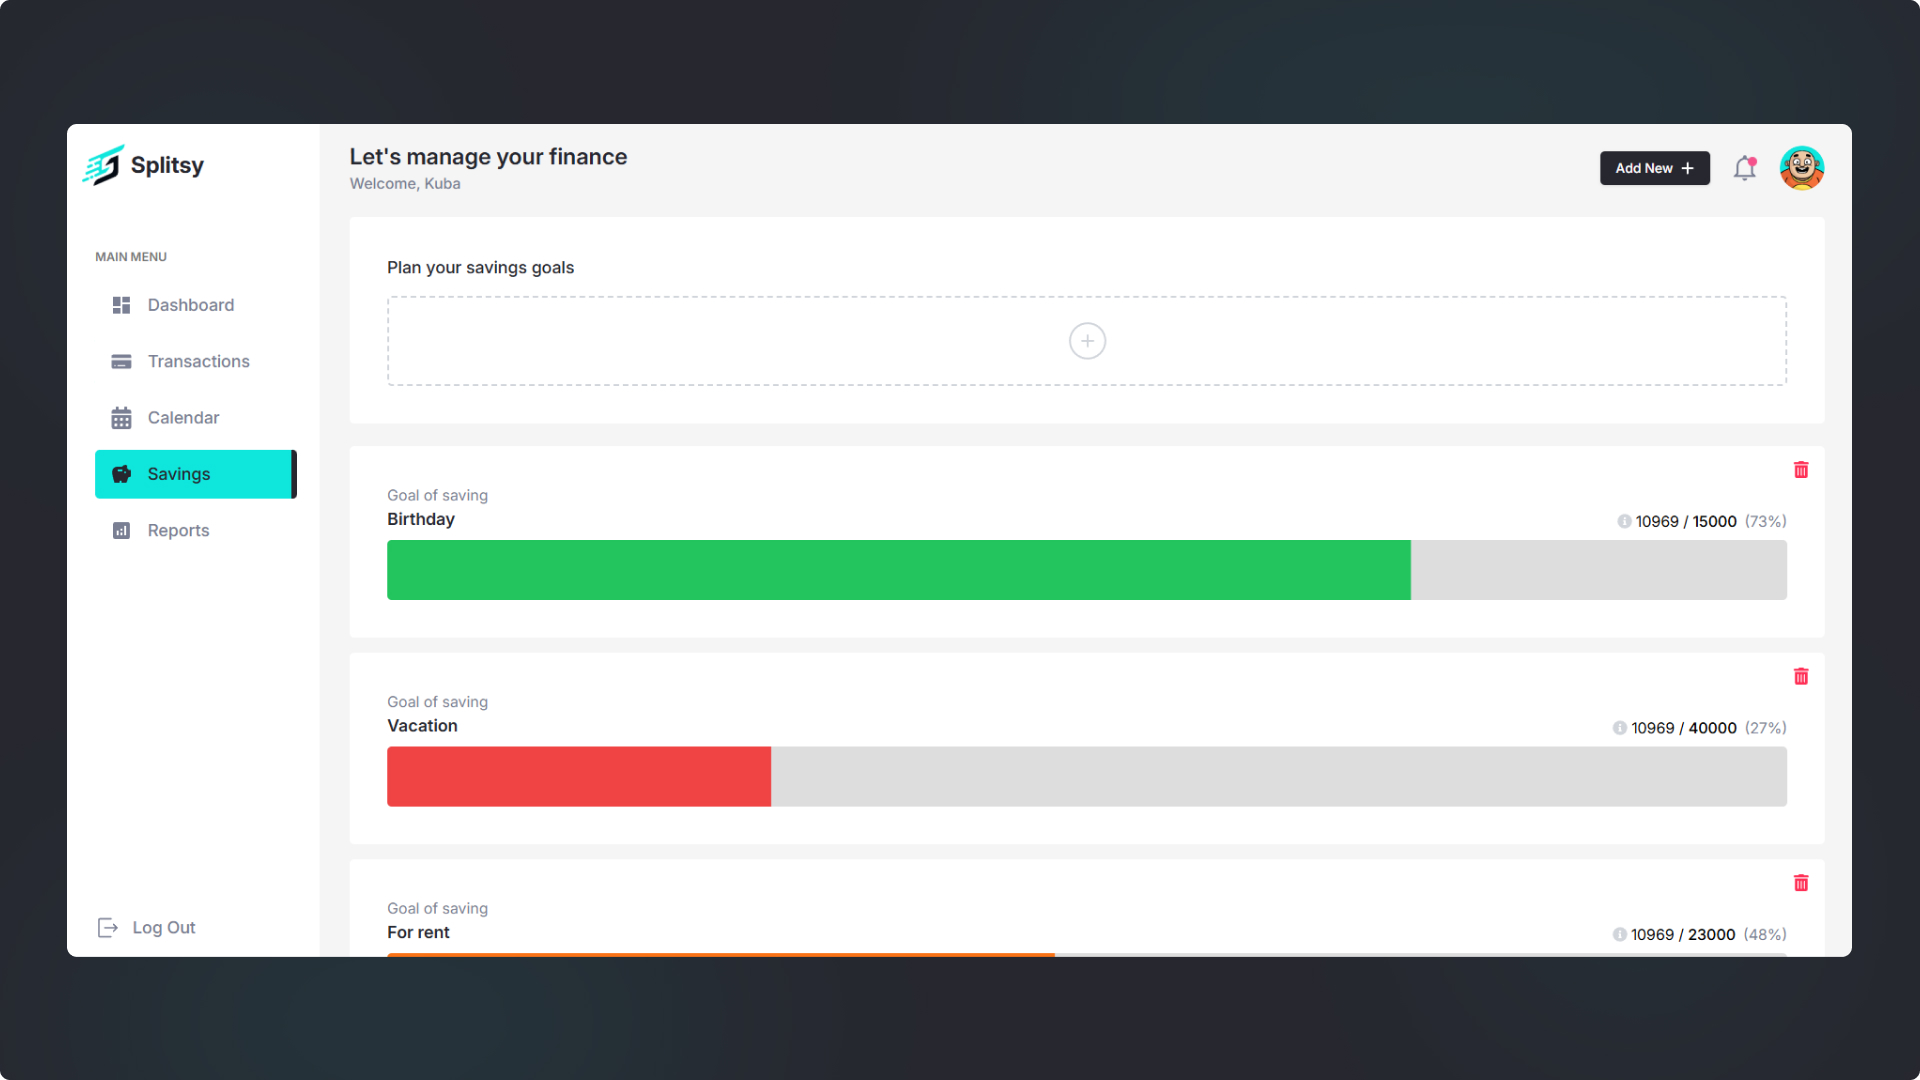 Splitsy
MAIN MENU
Dashboard
Transactions
Calendar
Savings
Reports
Log Out
Let's manage your finance
Welcome, Kuba
Add New +
Plan your savings goals
Goal of saving
Birthday
10969 / 15000 (73%)
Goal of saving
Vacation
10969 / 40000 (27%)
Goal of saving
For rent
10969 / 23000 (48%)